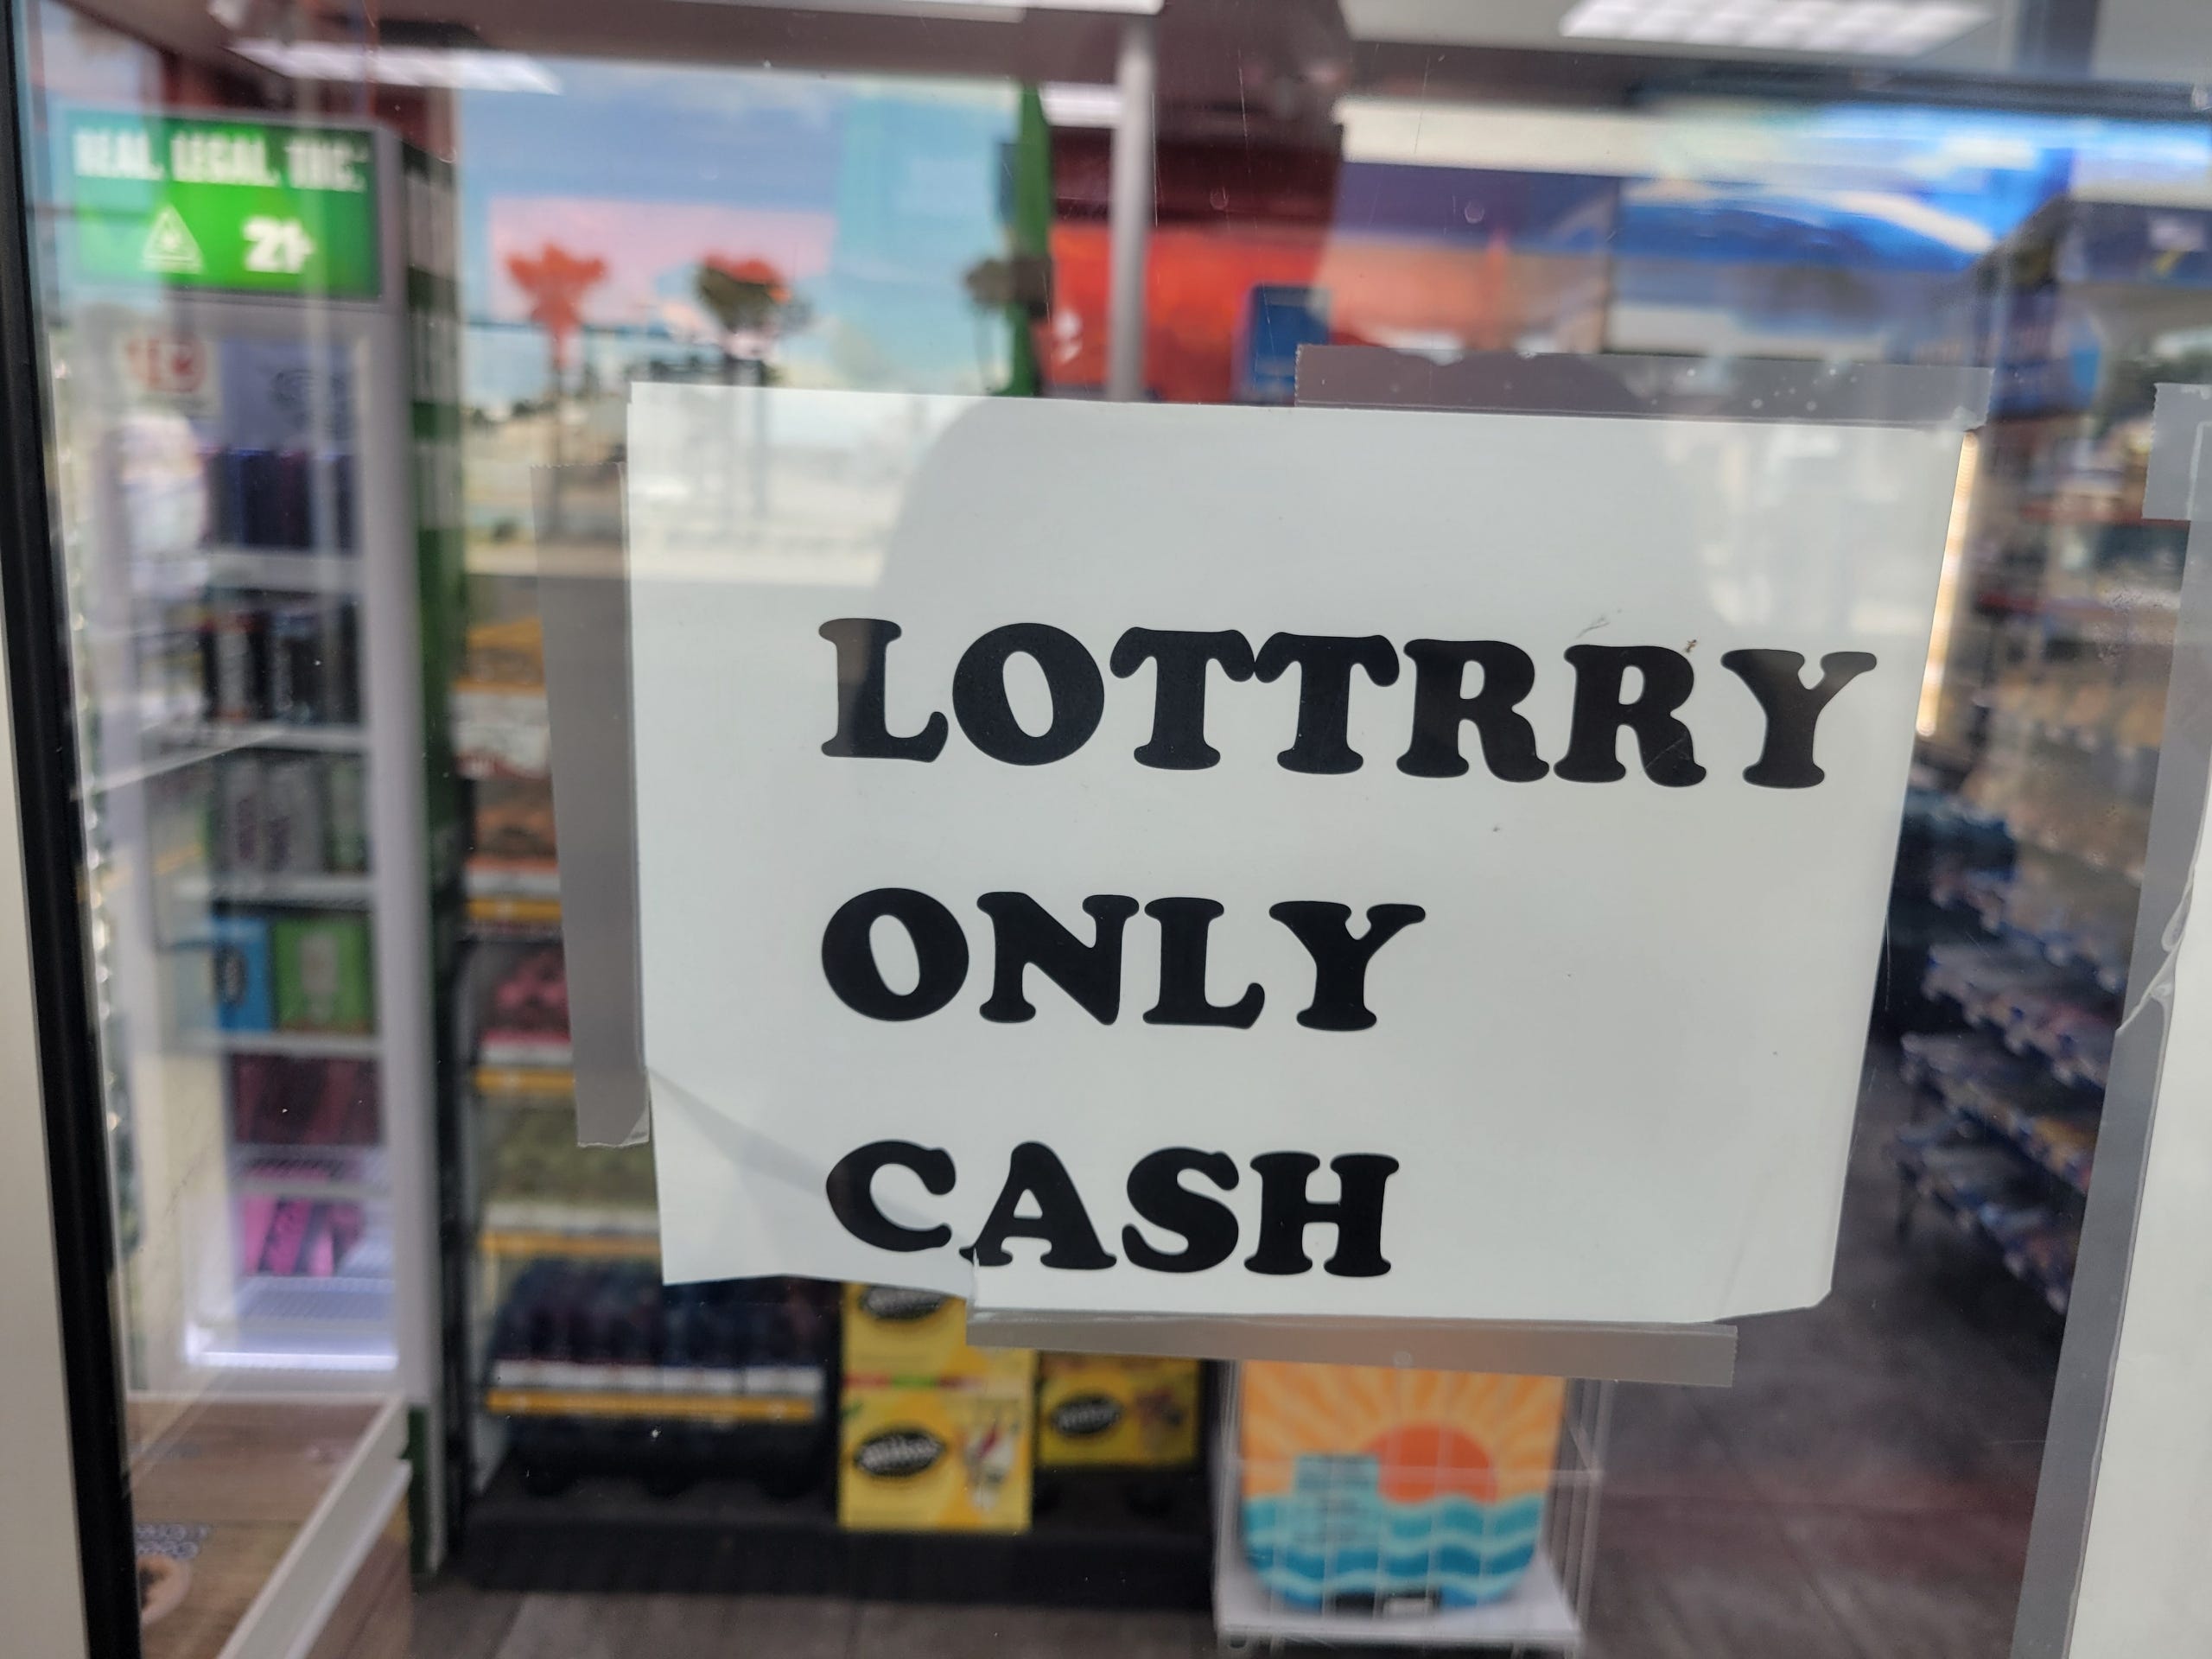 REAL. LEGAL. THC.
21+
LOTTRRY
ONLY
CASH